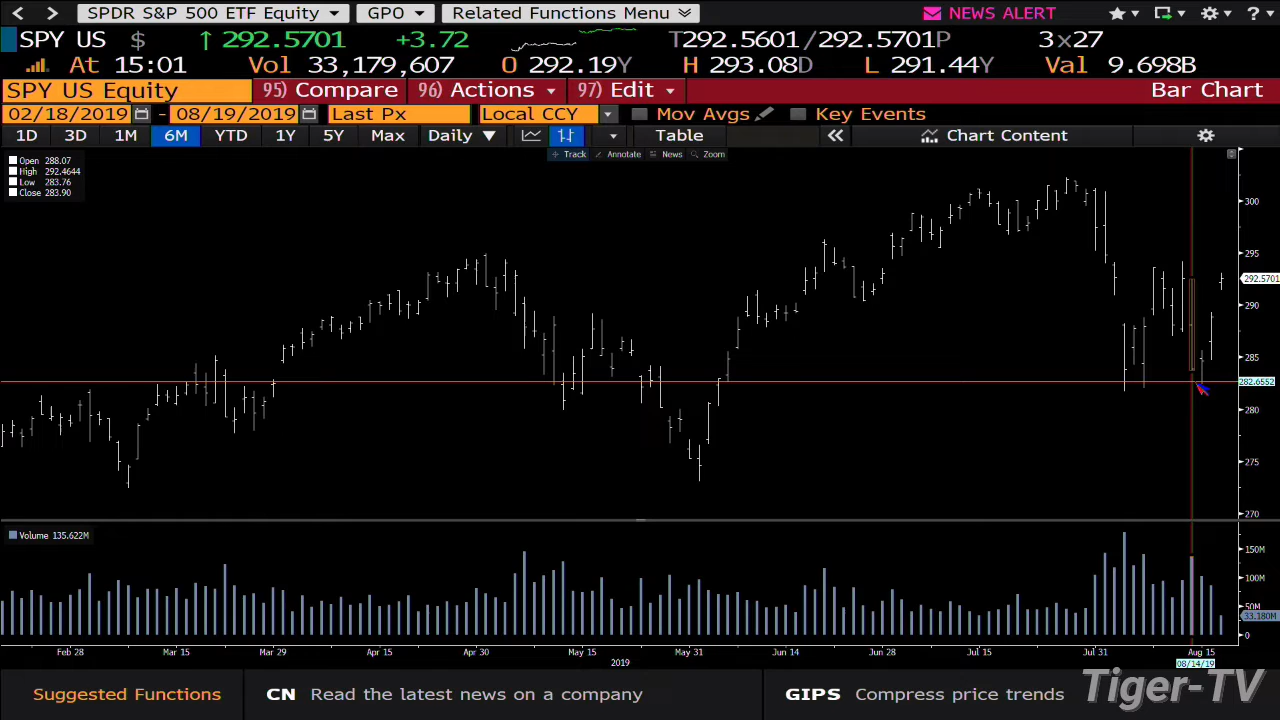 SPDR S&P 500 ETF Equity GPO Related Functions Menu NEWS ALERT ?
SPY US $ ↑ 292.5701 +3.72 T292.5601/292.5701P 3×27
At 15:01 Vol 33,179,607 O 292.19Y H 293.08D L 291.44Y Val 9.698B
SPY US Equity 95) Compare 96) Actions 97) Edit Bar Chart
02/18/2019 - 08/19/2019 Last Px Local CCY Mov Avgs Key Events
1D 3D 1M 6M YTD 1Y 5Y Max Daily ▼ Table « Chart Content
Track Annotate News Zoom
Open 288.07
High 292.4644
Low 283.76
Close 283.90
300
295
292.5701
290
285
282.6552
280
275
270
Volume 135.622M
150M
100M
50M
33.180M
0
Feb 28 Mar 15 Mar 29 Apr 15 Apr 30 May 15 May 31 Jun 14 Jun 28 Jul 15 Jul 31 Aug 15
2019 08/14/19
Suggested Functions CN Read the latest news on a company GIPS Compress price trends
Tiger-TV